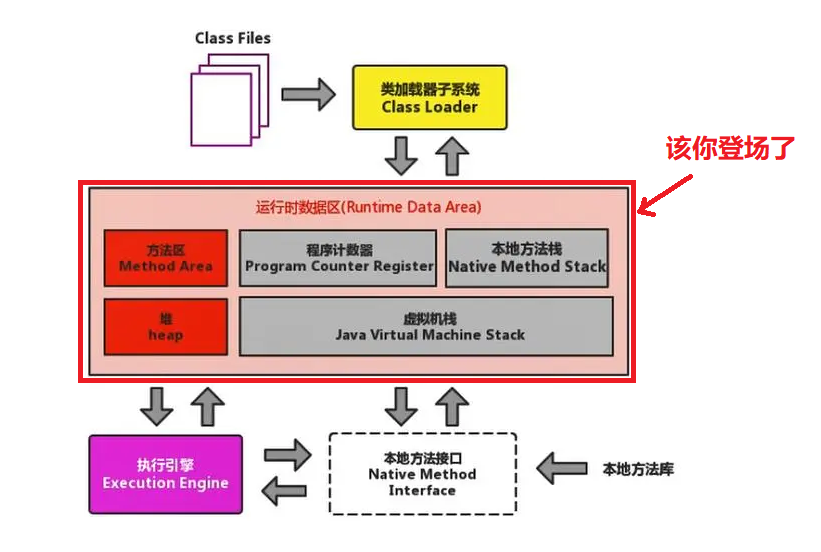 Class Files
类加载器子系统
Class Loader
该你登场了
运行时数据区(Runtime Data Area)
方法区
Method Area
程序计数器
Program Counter Register
本地方法栈
Native Method Stack
堆
heap
虚拟机栈
Java Virtual Machine Stack
执行引擎
Execution Engine
本地方法接口
Native Method
Interface
本地方法库